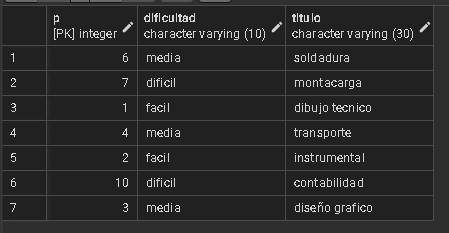 p dificultad titulo
[PK] integer character varying (10) character varying (30)
1 6 media soldadura
2 7 dificil montacarga
3 1 facil dibujo tecnico
4 4 media transporte
5 2 facil instrumental
6 10 dificil contabilidad
7 3 media diseño grafico